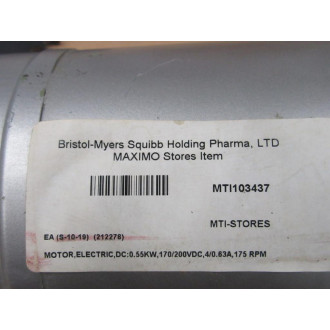 Bristol-Myers Squibb Holding Pharma, LTD
MAXIMO Stores Item
MTI103437
MTI-STORES
EA (S-10-19) (212278)
MOTOR,ELECTRIC,DC:0.55KW,170/200VDC,4/0.63A,175 RPM